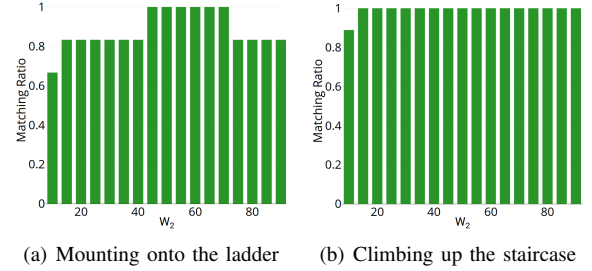 Matching Ratio
1
0.8
0.6
0.4
0.2
0
20 40 60 80
W₂
(a) Mounting onto the ladder
Matching Ratio
1
0.8
0.6
0.4
0.2
0
20 40 60 80
W₂
(b) Climbing up the staircase